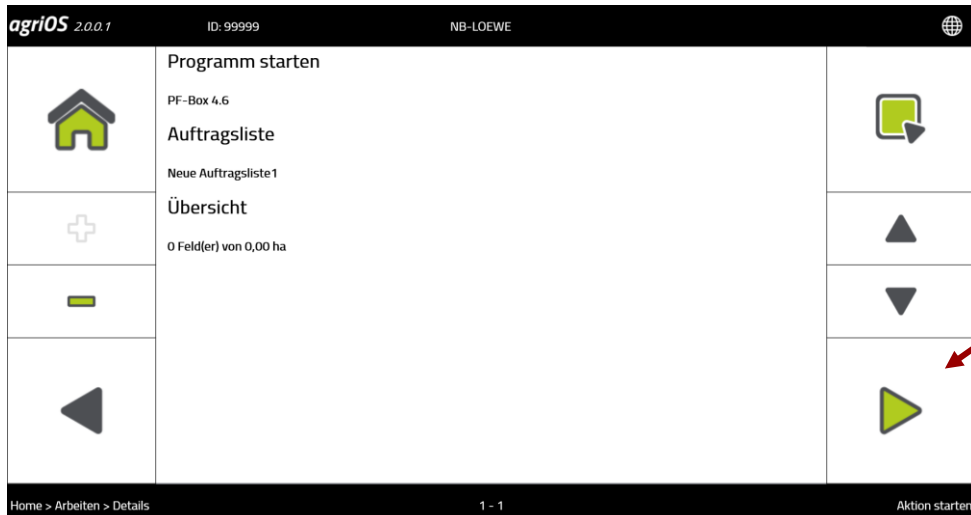 agriOS 2.0.0.1 ID: 99999 NB-LOEWE
Programm starten
PF-Box 4.6
Auftragsliste
Neue Auftragsliste1
Übersicht
0 Feld(er) von 0,00 ha
Home > Arbeiten > Details 1 - 1 Aktion starten